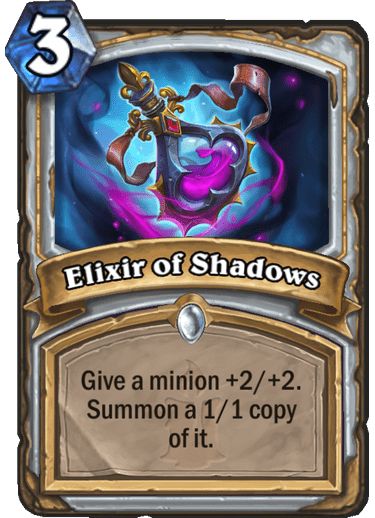 3
Elixir of Shadows
Give a minion +2/+2.
Summon a 1/1 copy
of it.